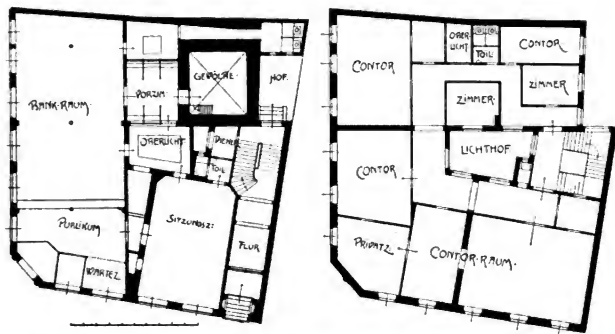 GEWÖLBE.
HOF.
BANK-RAUM.
VORZIM.
OBERLICHT
DIENER
TOIL
SITZUNGSZ:
PUBLIKUM
FLUR
WARTEZ.
OBER
LICHT
TOIL
CONTOR
CONTOR
ZIMMER
ZIMMER.
LICHTHOF
CONTOR
PRIVATZ.
CONTOR-RAUM.